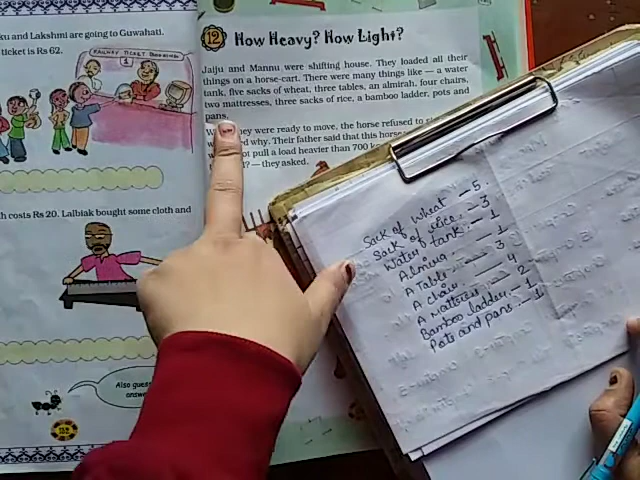 ku and Lakshmi are going to Guwahati.
ticket is Rs 62.
RAILWAY TICKET BOOKING
1
h costs Rs 20. Lalbiak bought some cloth and
Also gues
answe
12 How Heavy? How Light?
Jaiju and Mannu were shifting house. They loaded all their
things on a horse-cart. There were many things like — a water
tank, five sacks of wheat, three tables, an almirah, four chairs,
two mattresses, three sacks of rice, a bamboo ladder, pots and
pans.
hey were ready to move, the horse refused to
d why. Their father said that this horse
ot pull a load heavier than 700 k
? — they asked.
Sack of wheat — 5.
Sack of rice — 3
Water tank. — 1
Almira — 1
A Table — 3
A chair — 4
A mattress — 2
Bamboo ladder. — 1
Pots and pans. — 1